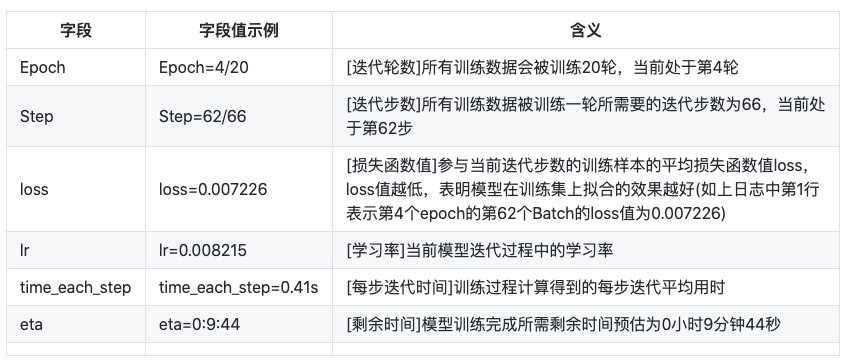 字段 字段值示例 含义
Epoch Epoch=4/20 [迭代轮数]所有训练数据会被训练20轮，当前处于第4轮
Step Step=62/66 [迭代步数]所有训练数据被训练一轮所需要的迭代步数为66，当前处
于第62步
loss loss=0.007226 [损失函数值]参与当前迭代步数的训练样本的平均损失函数值loss，
loss值越低，表明模型在训练集上拟合的效果越好(如上日志中第1行
表示第4个epoch的第62个Batch的loss值为0.007226)
lr lr=0.008215 [学习率]当前模型迭代过程中的学习率
time_each_step time_each_step=0.41s [每步迭代时间]训练过程计算得到的每步迭代平均用时
eta eta=0:9:44 [剩余时间]模型训练完成所需剩余时间预估为0小时9分钟44秒